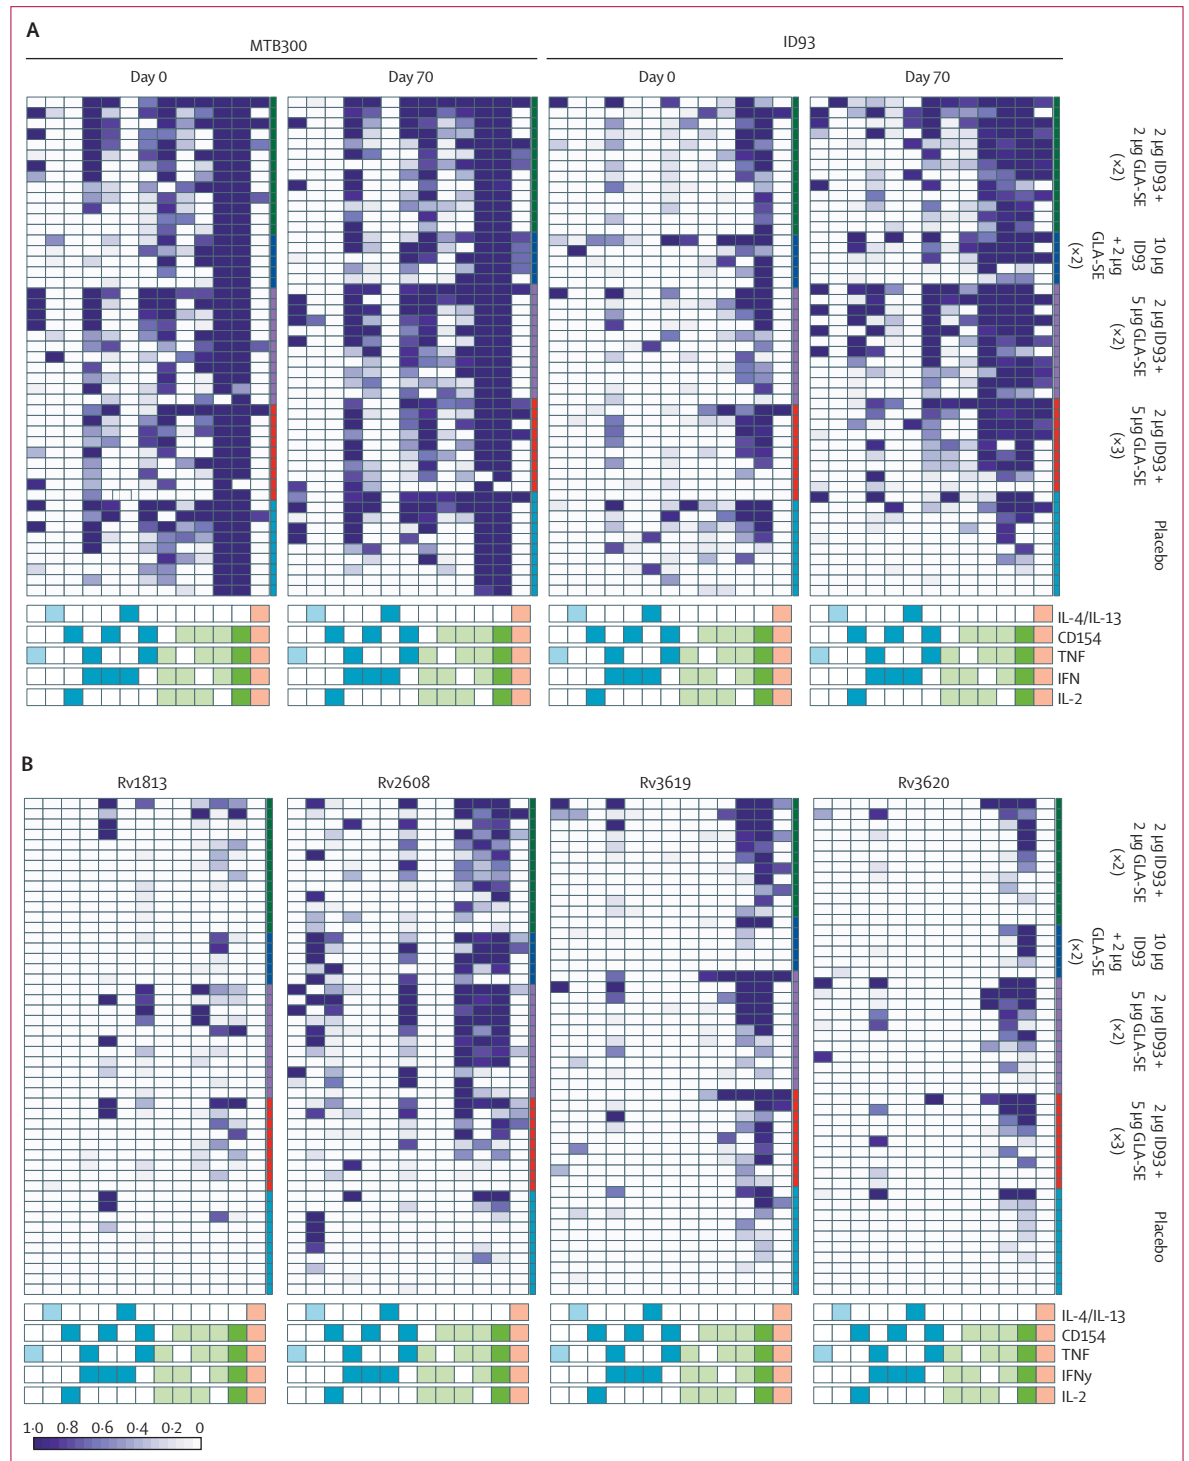 A
MTB300
ID93
Day 0
Day 70
Day 0
Day 70
2 µg ID93 +
2 µg GLA-SE
(×2)
10 µg
ID93
+ 2 µg
GLA-SE
(×2)
2 µg ID93 +
5 µg GLA-SE
(×2)
2 µg ID93 +
5 µg GLA-SE
(×3)
Placebo
IL-4/IL-13
CD154
TNF
IFN
IL-2
B
Rv1813
Rv2608
Rv3619
Rv3620
2 µg ID93 +
2 µg GLA-SE
(×2)
10 µg
ID93
+ 2 µg
GLA-SE
(×2)
2 µg ID93 +
5 µg GLA-SE
(×2)
2 µg ID93 +
5 µg GLA-SE
(×3)
Placebo
IL-4/IL-13
CD154
TNF
IFNy
IL-2
1·0 0·8 0·6 0·4 0·2 0